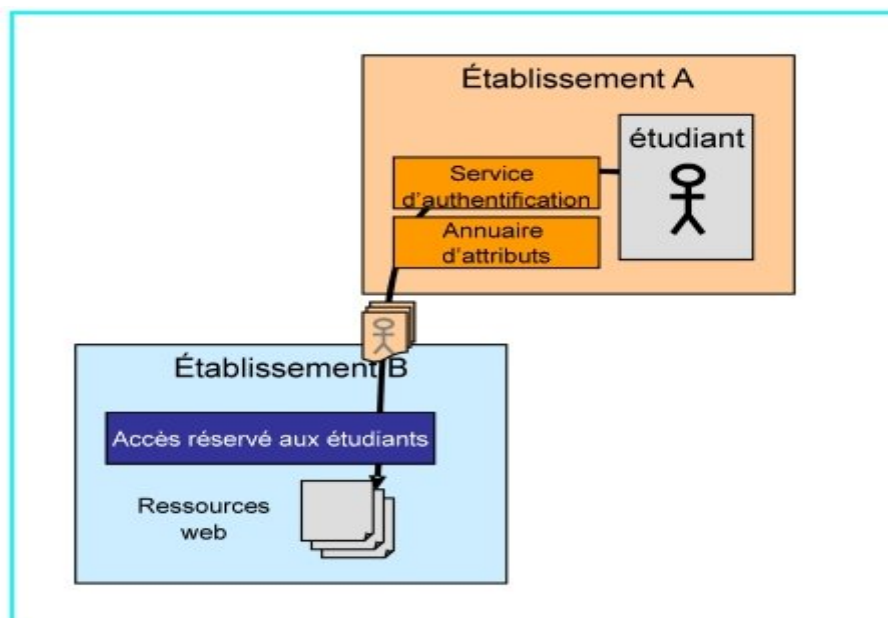 Établissement A
étudiant
Service
d'authentification
Annuaire
d'attributs
Établissement B
Accès réservé aux étudiants
Ressources
web